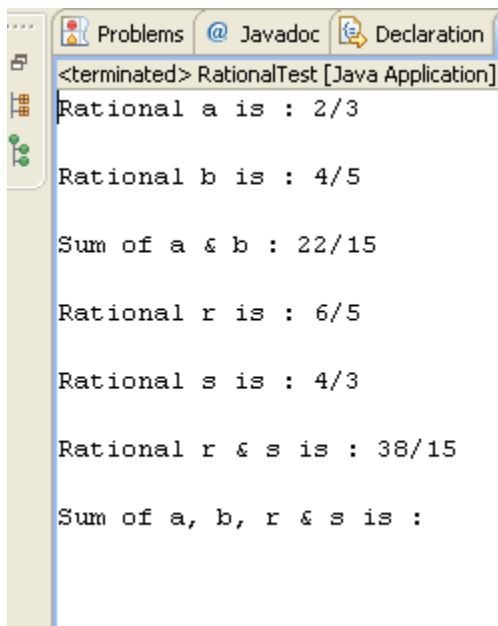 Problems @ Javadoc Declaration
<terminated> RationalTest [Java Application]
Rational a is : 2/3
Rational b is : 4/5
Sum of a & b : 22/15
Rational r is : 6/5
Rational s is : 4/3
Rational r & s is : 38/15
Sum of a, b, r & s is :